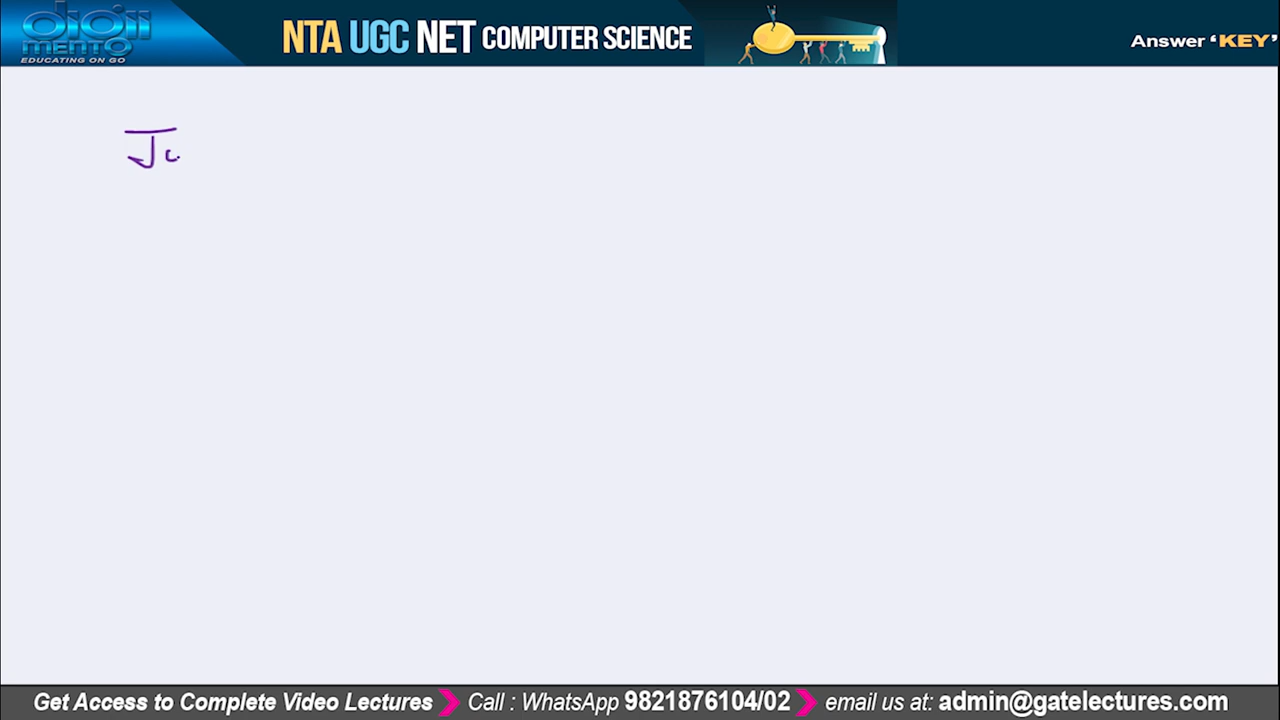 digii
MENTO
EDUCATING ON GO
NTA UGC NET COMPUTER SCIENCE
Answer ‘KEY’
Get Access to Complete Video Lectures Call : WhatsApp 9821876104/02 email us at: admin@gatelectures.com